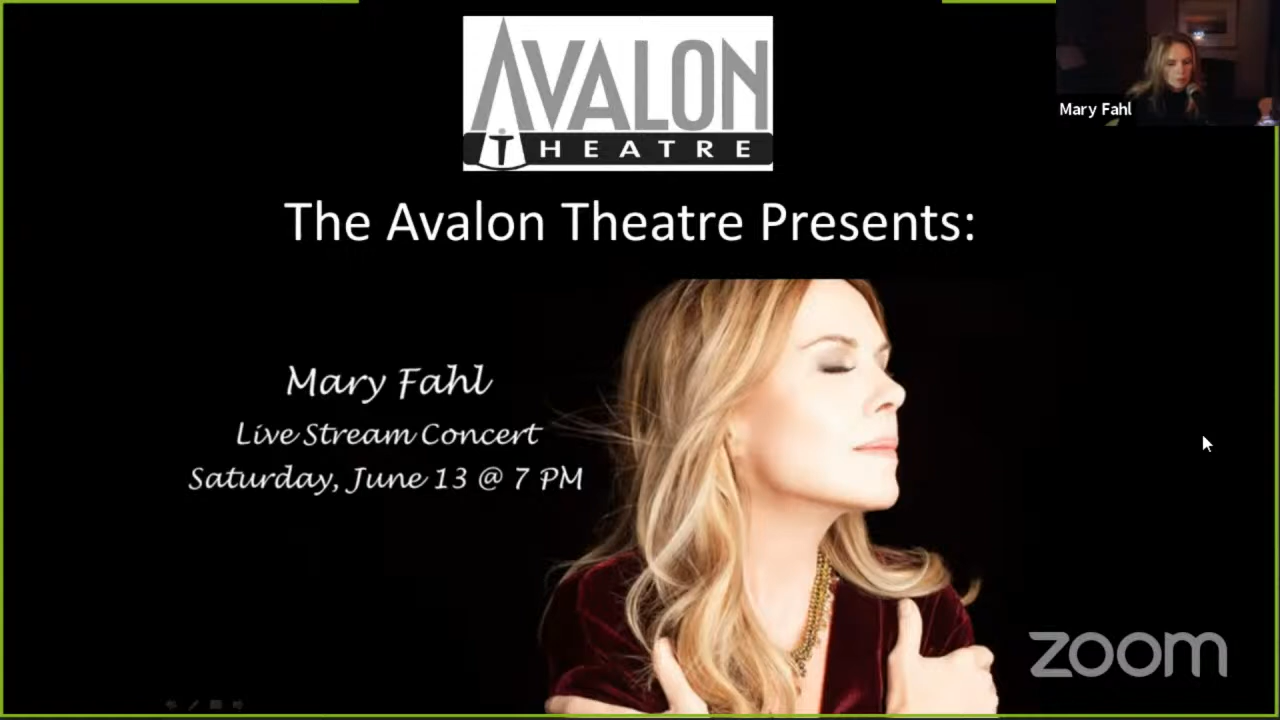 AVALON
THEATRE
Mary Fahl
The Avalon Theatre Presents:
Mary Fahl
Live Stream Concert
Saturday, June 13 @ 7 PM
zoom